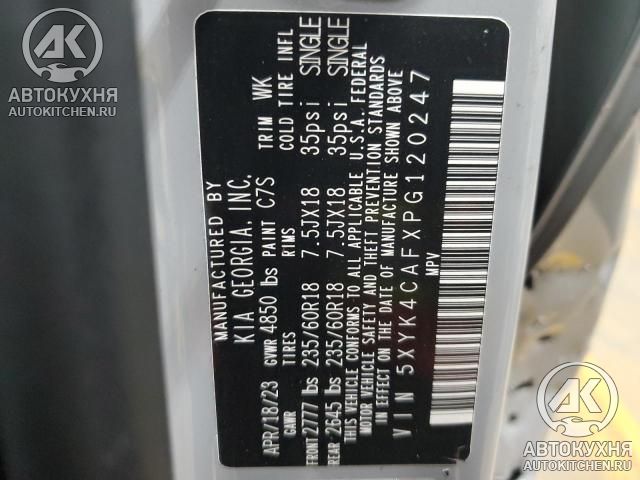 MANUFACTURED BY
KIA GEORGIA, INC.
APR/18/23 GVWR 4850 lbs PAINT C7S TRIM WK
GAWR TIRES RIMS COLD TIRE INFL
FRONT 2777 lbs 235/60R18 7.5JX18 35psi SINGLE
REAR 2645 lbs 235/60R18 7.5JX18 35psi SINGLE
THIS VEHICLE CONFORMS TO ALL APPLICABLE U.S.A. FEDERAL
MOTOR VEHICLE SAFETY AND THEFT PREVENTION STANDARDS
IN EFFECT ON THE DATE OF MANUFACTURE SHOWN ABOVE
VIN 5XYK4CAFXPG120247
MPV
AK
АВТОКУХНЯ
AUTOKITCHEN.RU
AK
АВТОКУХНЯ
AUTOKITCHEN.RU